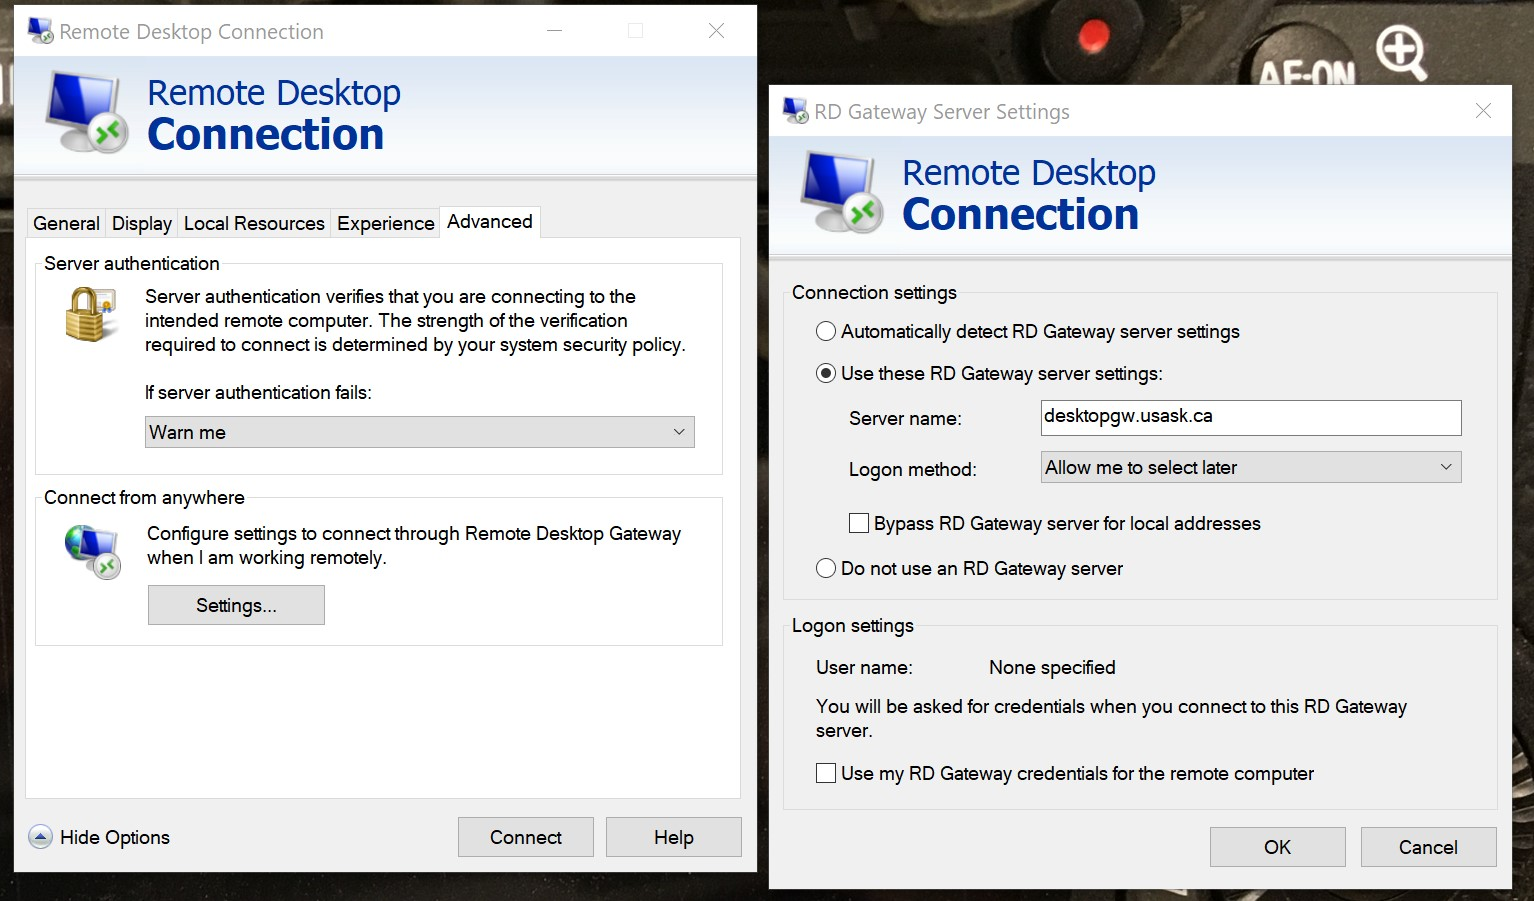 Remote Desktop Connection
Remote Desktop
Connection
General
Display
Local Resources
Experience
Advanced
Server authentication
Server authentication verifies that you are connecting to the
intended remote computer. The strength of the verification
required to connect is determined by your system security policy.
If server authentication fails:
Warn me
Connect from anywhere
Configure settings to connect through Remote Desktop Gateway
when I am working remotely.
Settings...
Hide Options
Connect
Help
AF-ON
RD Gateway Server Settings
Remote Desktop
Connection
Connection settings
Automatically detect RD Gateway server settings
Use these RD Gateway server settings:
Server name:
desktopgw.usask.ca
Logon method:
Allow me to select later
Bypass RD Gateway server for local addresses
Do not use an RD Gateway server
Logon settings
User name:
None specified
You will be asked for credentials when you connect to this RD Gateway
server.
Use my RD Gateway credentials for the remote computer
OK
Cancel